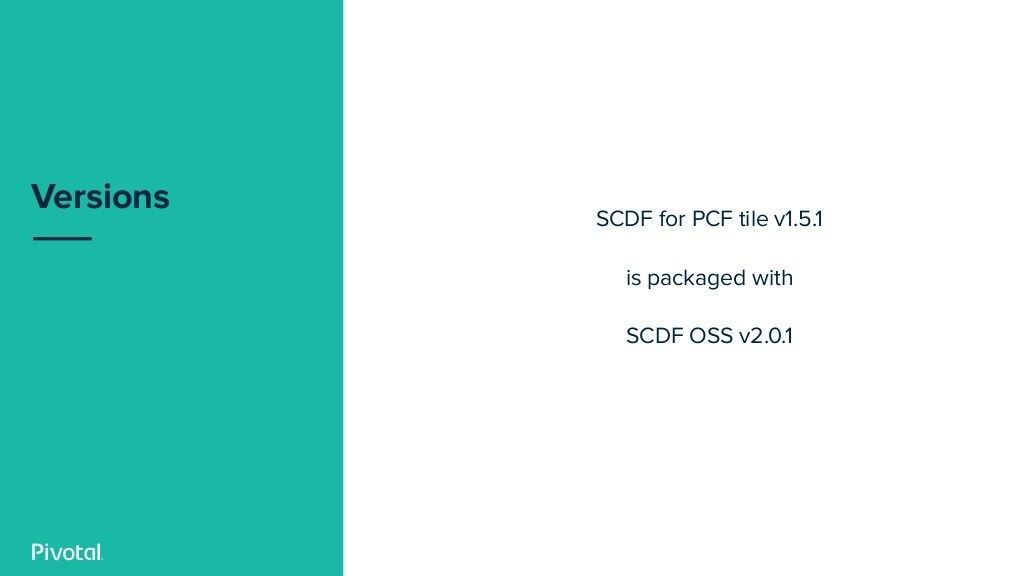 Versions
SCDF for PCF tile v1.5.1
is packaged with
SCDF OSS v2.0.1
Pivotal